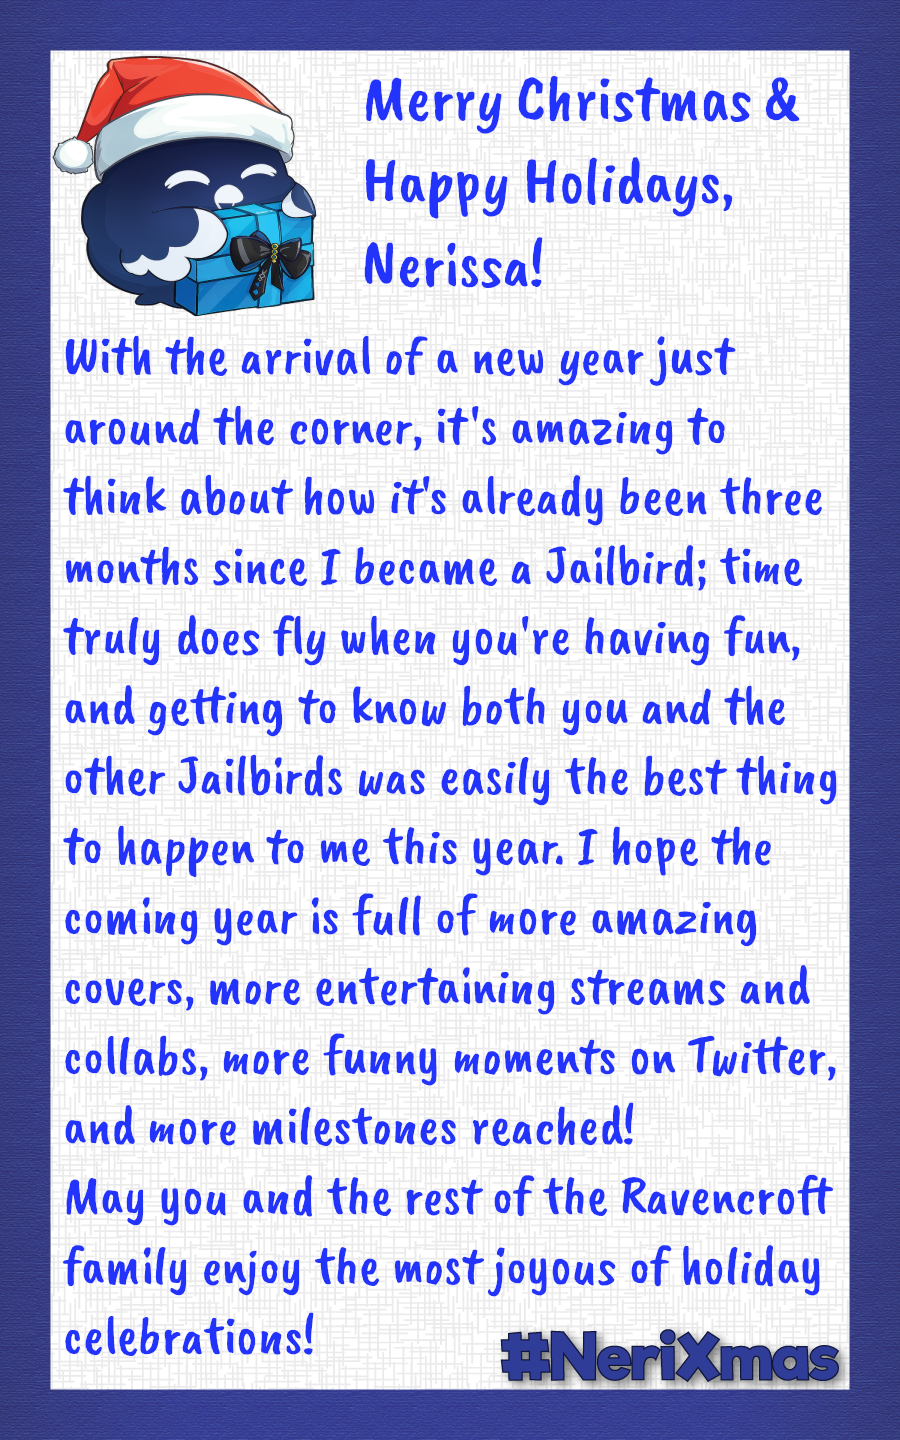 Merry Christmas &
Happy Holidays,
Nerissa!
With the arrival of a new year just
around the corner, it's amazing to
think about how it's already been three
months since I became a Jailbird; time
truly does fly when you're having fun,
and getting to know both you and the
other Jailbirds was easily the best thing
to happen to me this year. I hope the
coming year is full of more amazing
covers, more entertaining streams and
collabs, more funny moments on Twitter,
and more milestones reached!
May you and the rest of the Ravencroft
family enjoy the most joyous of holiday
celebrations!
#NeriXmas